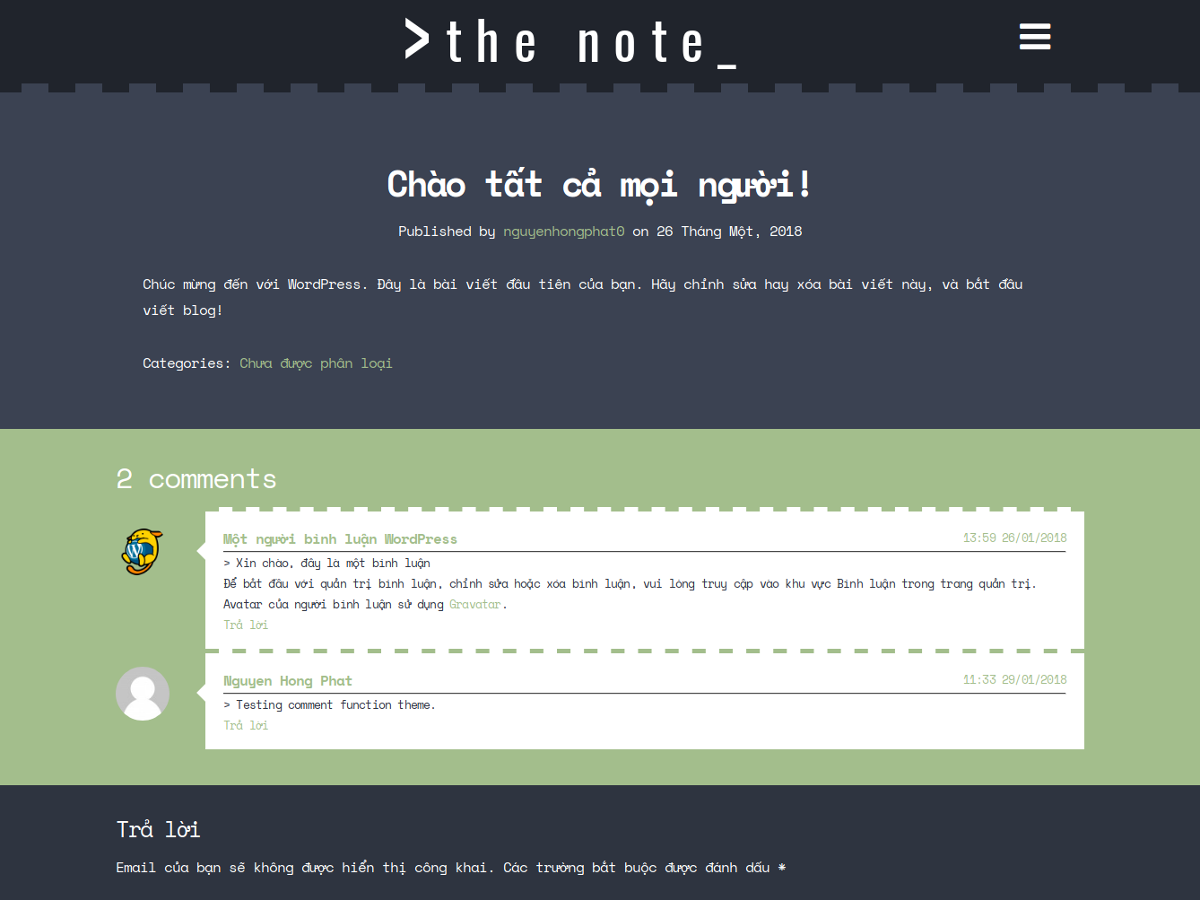 >the note_
Chào tất cả mọi người!
Published by nguyenhongphat0 on 26 Tháng Một, 2018
Chúc mừng đến với WordPress. Đây là bài viết đầu tiên của bạn. Hãy chỉnh sửa hay xóa bài viết này, và bắt đầu
viết blog!
Categories: Chưa được phân loại
2 comments
Một người bình luận WordPress 13:59 26/01/2018
> Xin chào, đây là một bình luận
Để bắt đầu với quản trị bình luận, chỉnh sửa hoặc xóa bình luận, vui lòng truy cập vào khu vực Bình luận trong trang quản trị.
Avatar của người bình luận sử dụng Gravatar.
Trả lời
Nguyen Hong Phat 11:33 29/01/2018
> Testing comment function theme.
Trả lời
Trả lời
Email của bạn sẽ không được hiển thị công khai. Các trường bắt buộc được đánh dấu *